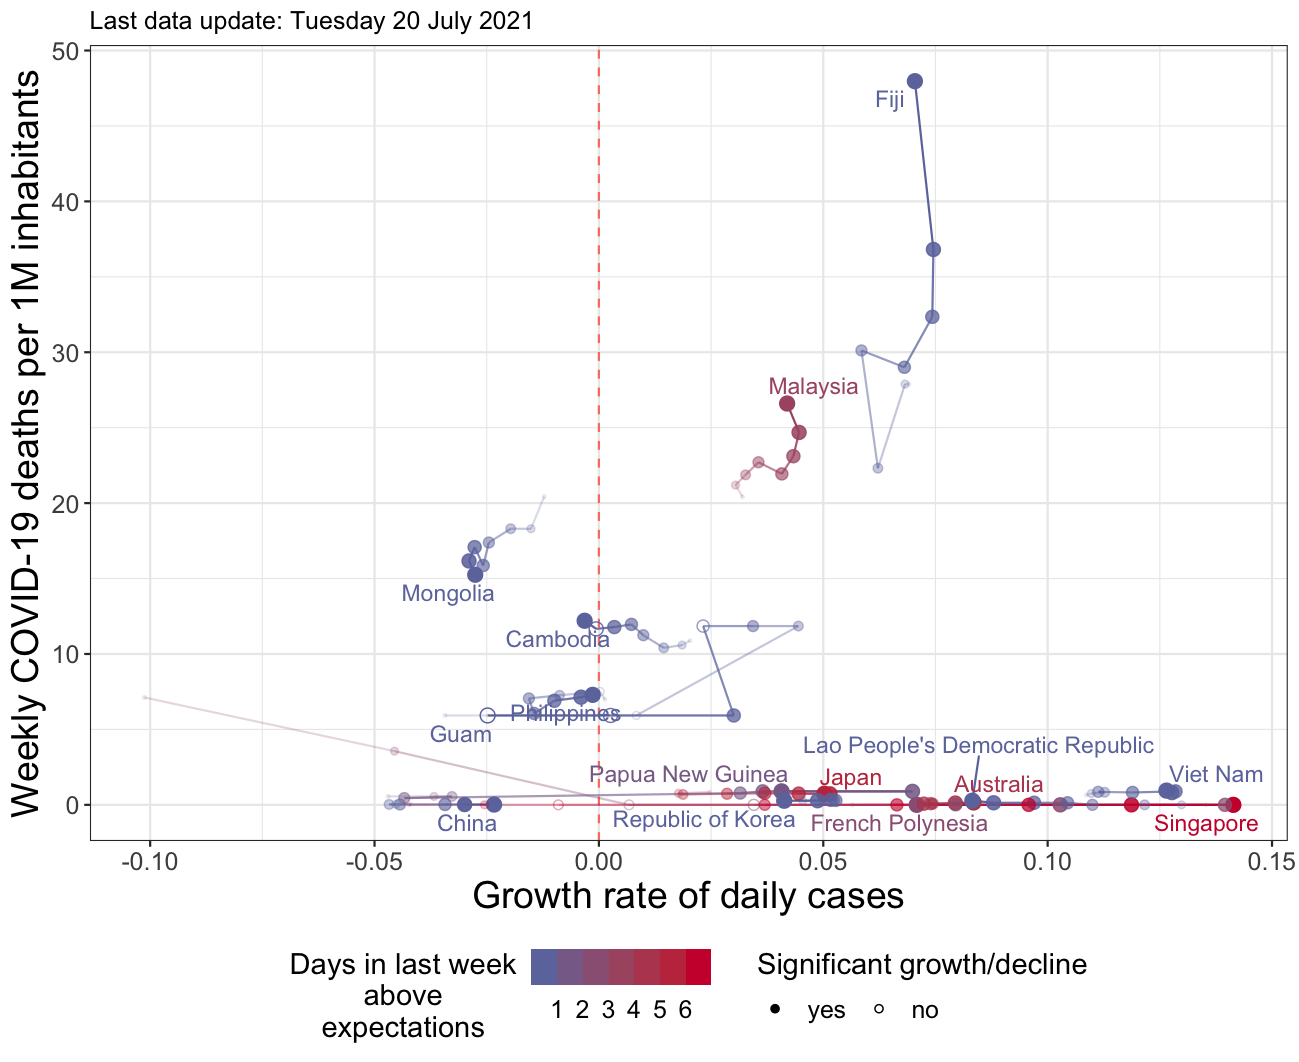 Last data update: Tuesday 20 July 2021
Weekly COVID-19 deaths per 1M inhabitants
50
40
30
20
10
0
Fiji
Malaysia
Mongolia
Cambodia
Philippines
Guam
Lao People's Democratic Republic
Papua New Guinea
Japan
Australia
Viet Nam
China
Republic of Korea
French Polynesia
Singapore
-0.10
-0.05
0.00
0.05
0.10
0.15
Growth rate of daily cases
Days in last week
above
expectations
1 2 3 4 5 6
Significant growth/decline
yes
no